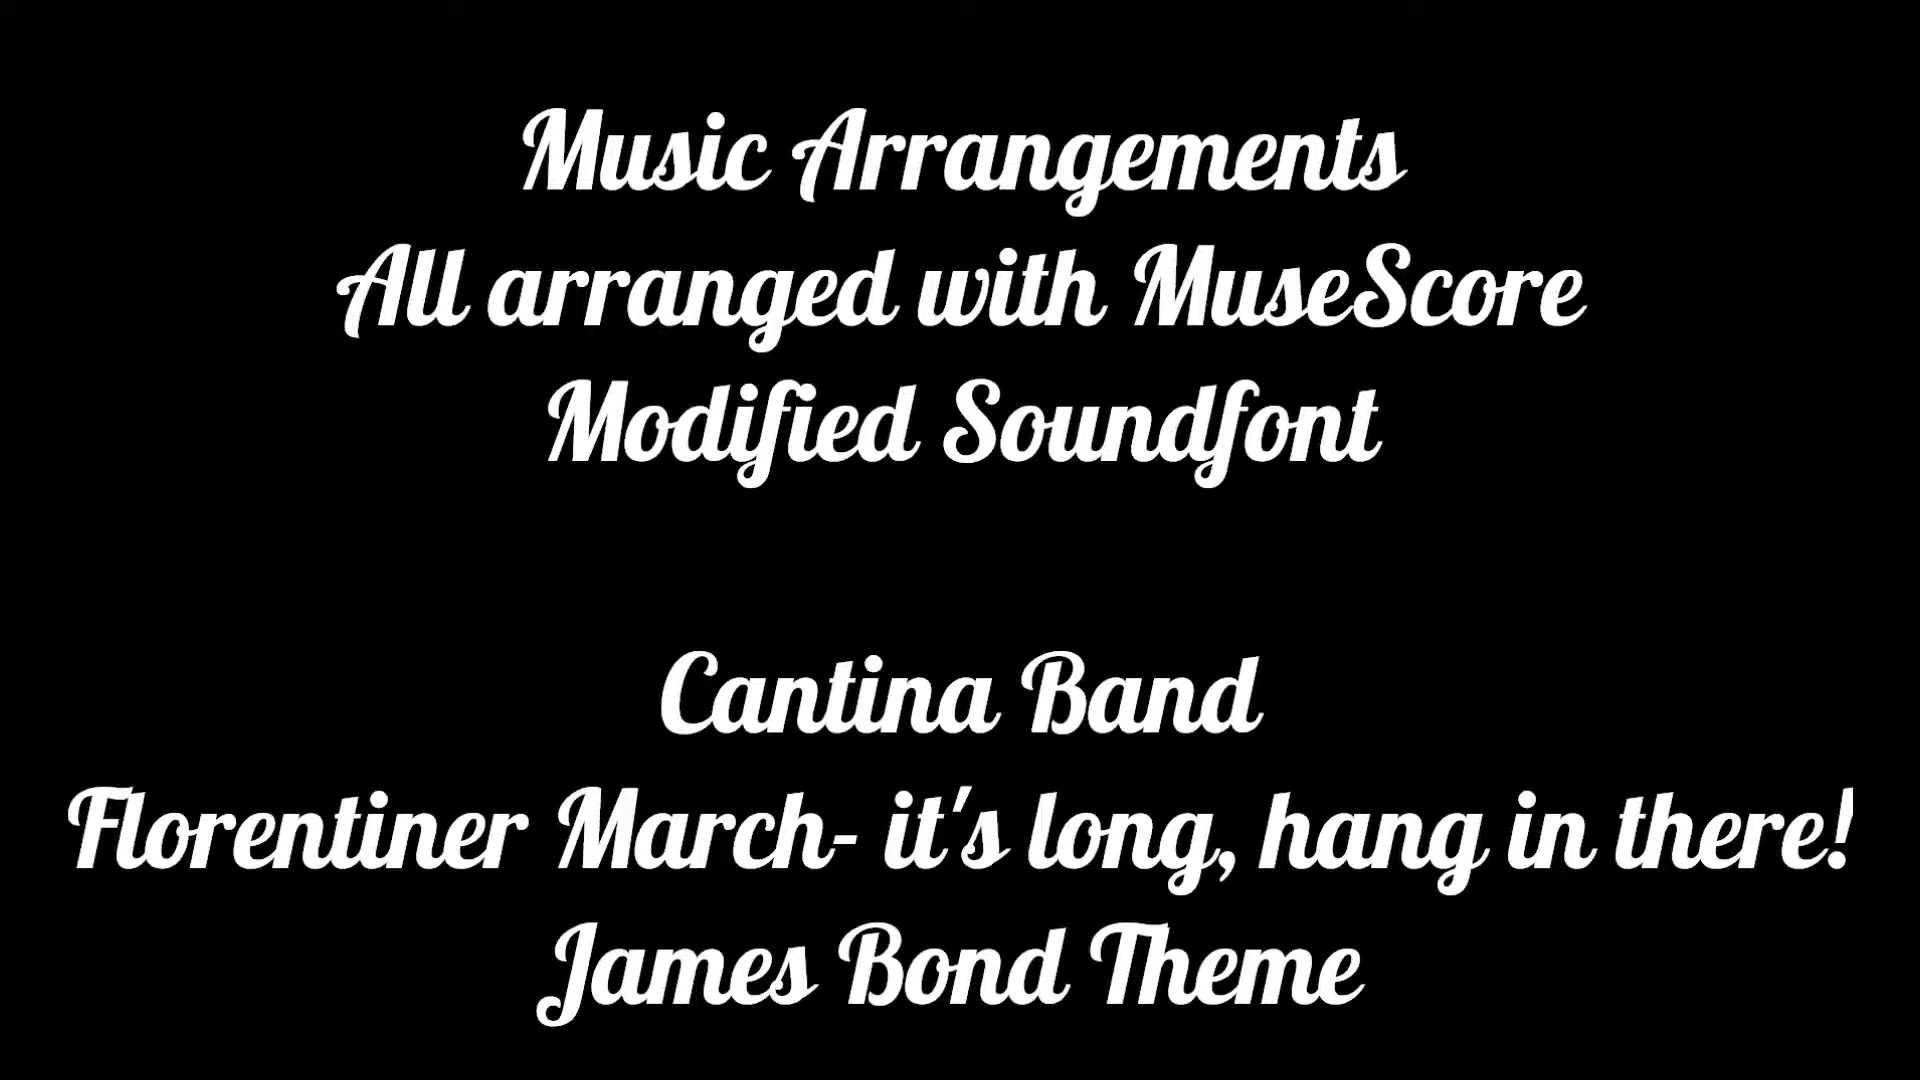 Music Arrangements
All arranged with MuseScore
Modified Soundfont
Cantina Band
Florentiner March- it's long, hang in there!
James Bond Theme